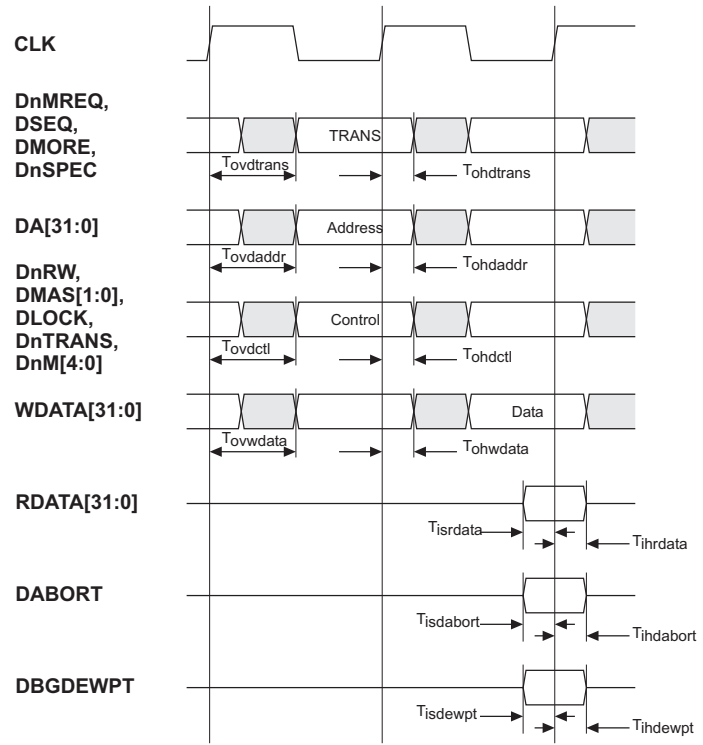 CLK
DnMREQ,
DSEQ,
DMORE,
DnSPEC
TRANS
Tovdtrans
Tohdtrans
DA[31:0]
Address
Tovdaddr
Tohdaddr
DnRW,
DMAS[1:0],
DLOCK,
DnTRANS,
DnM[4:0]
Control
Tovdctl
Tohdctl
WDATA[31:0]
Data
Tovwdata
Tohwdata
RDATA[31:0]
Tisrdata
Tihrdata
DABORT
Tisdabort
Tihdabort
DBGDEWPT
Tisdewpt
Tihdewpt